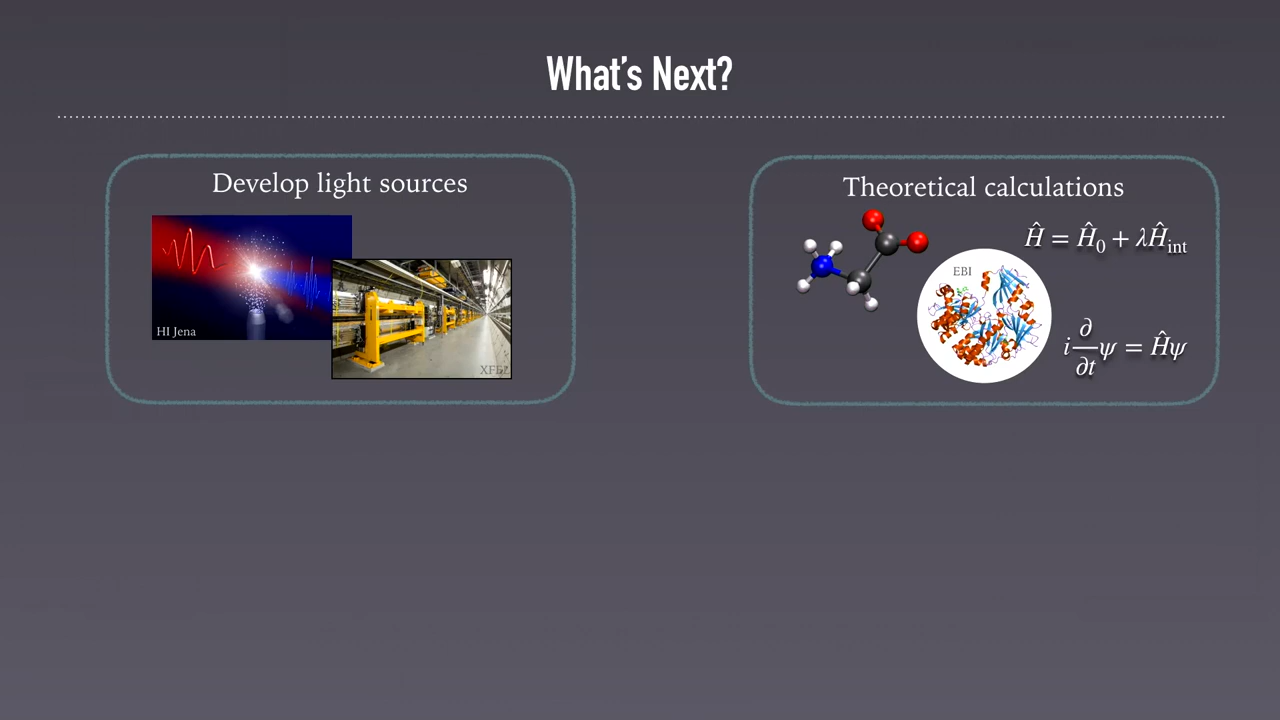 What's Next?
Develop light sources
HI Jena
XFEL
Theoretical calculations
Ĥ = Ĥ₀ + λĤ_int
EBI
i ∂/∂t ψ = Ĥψ